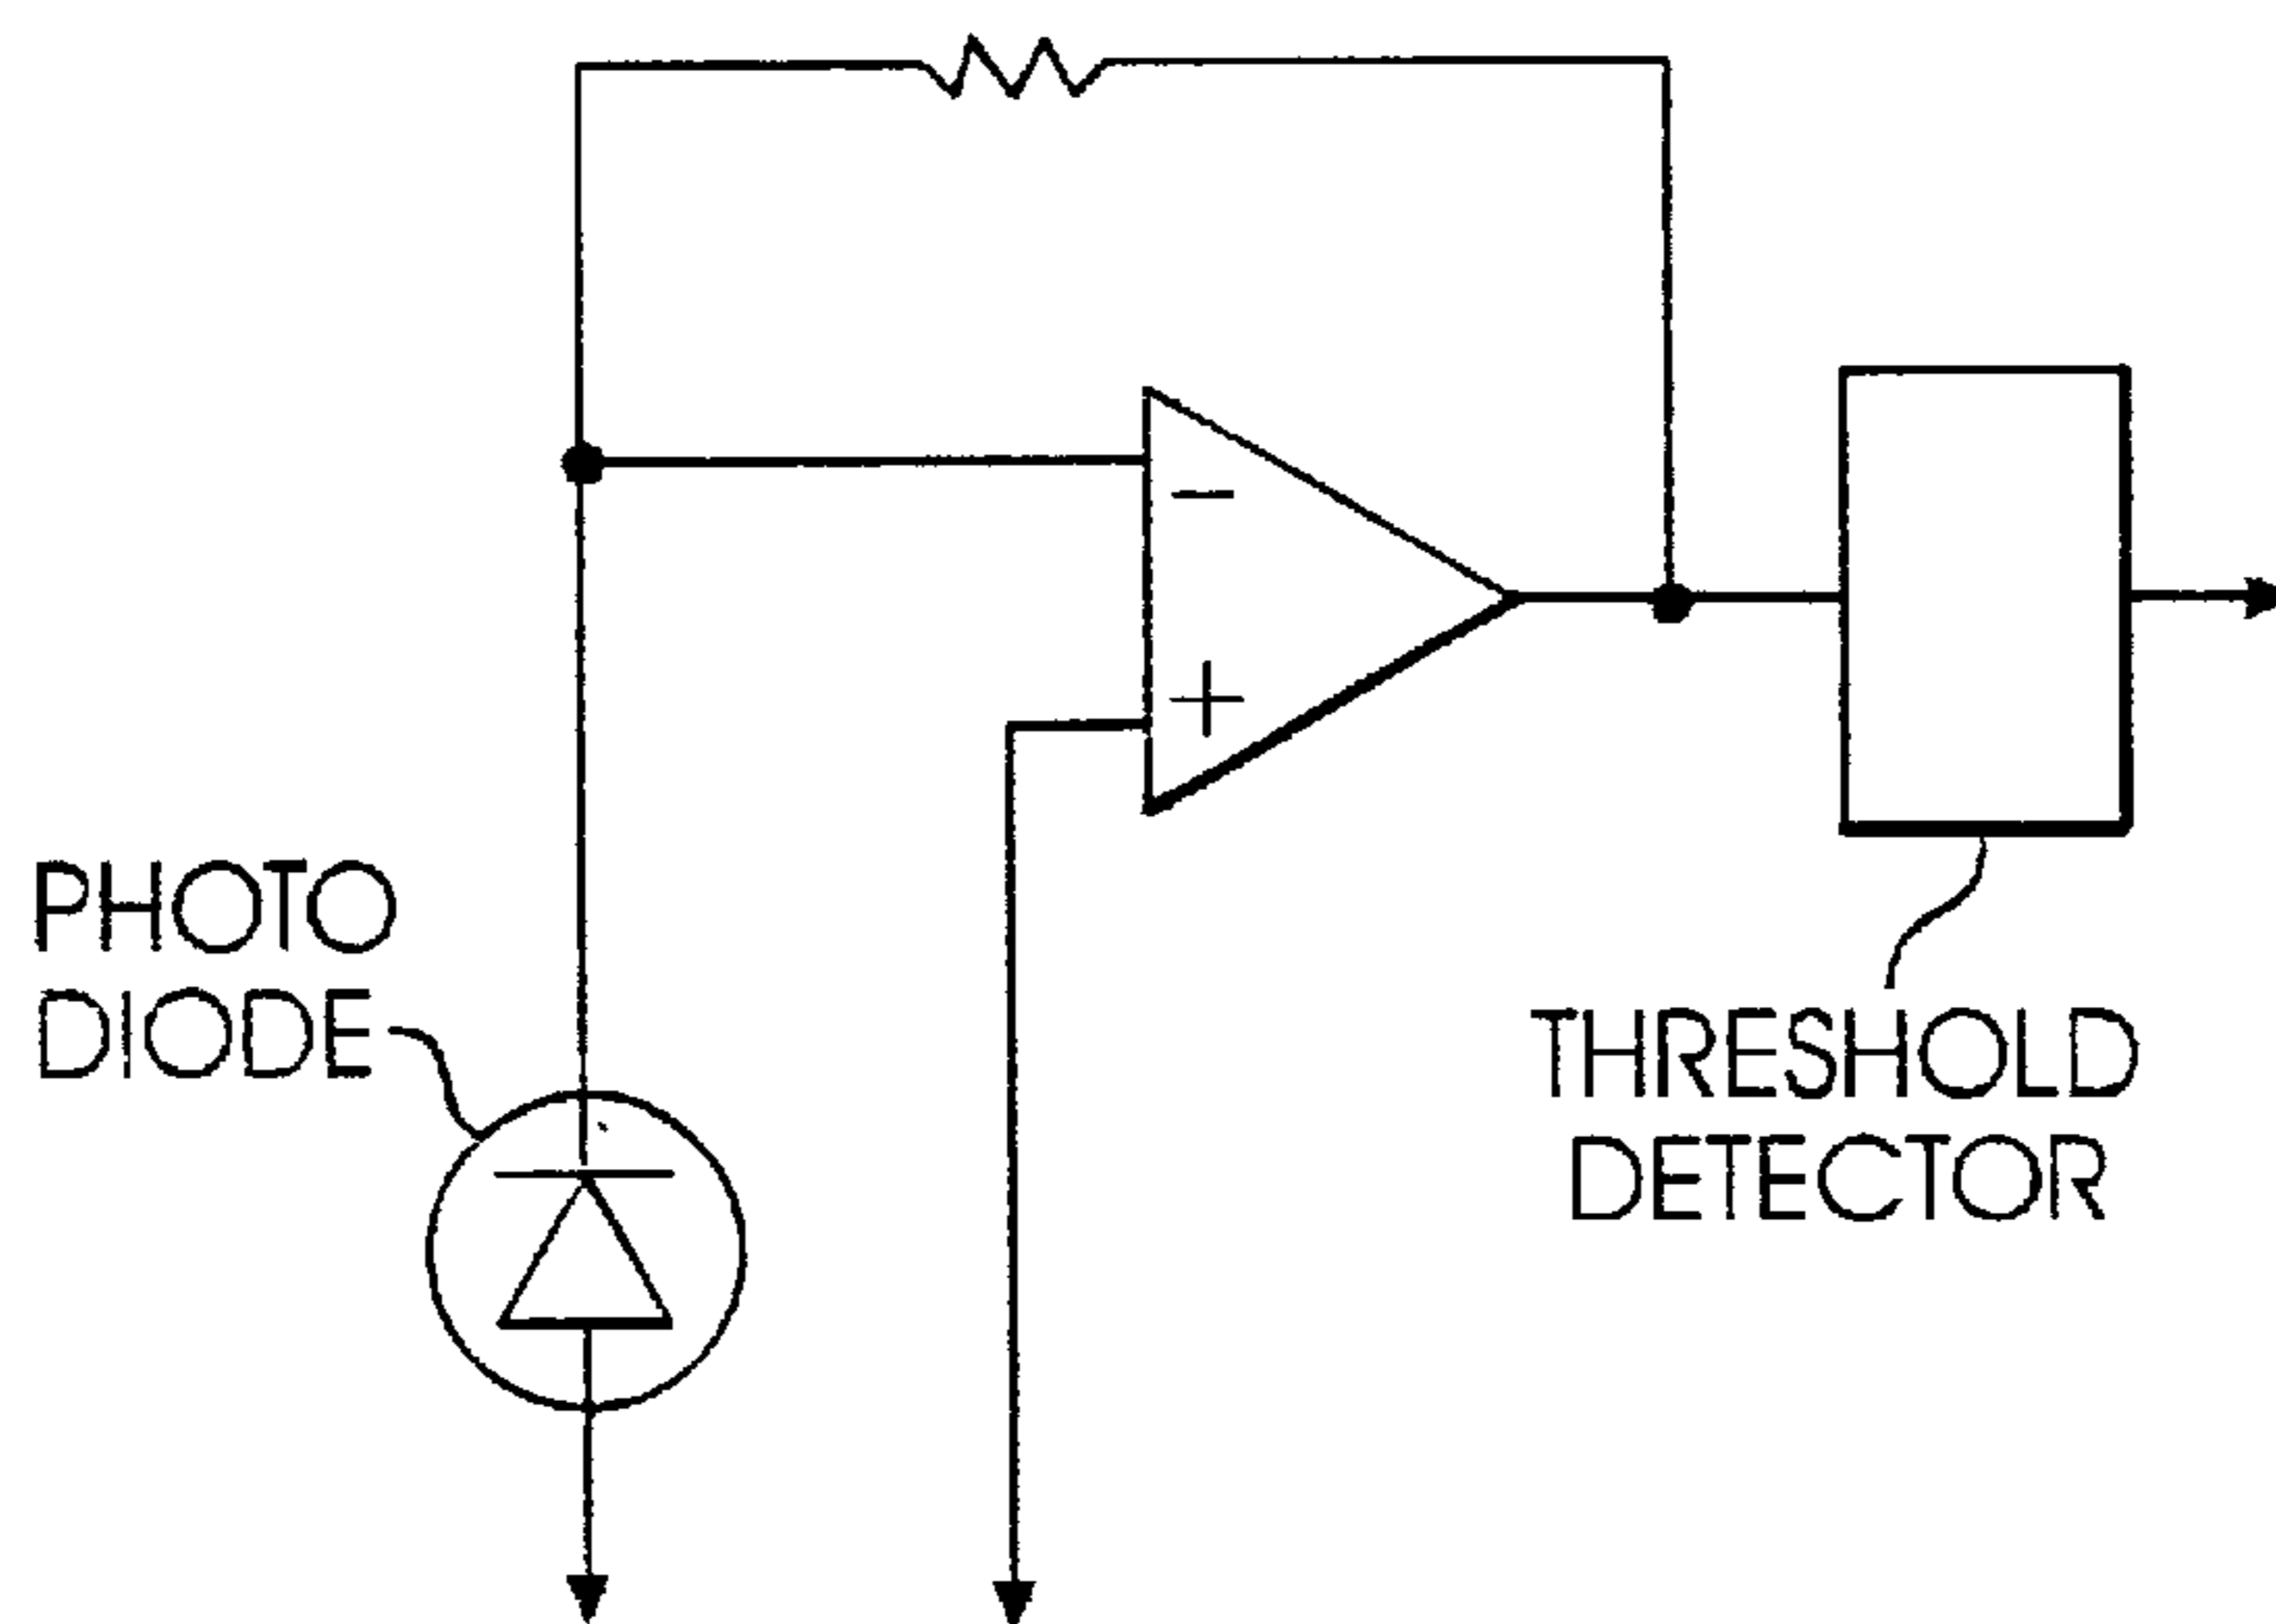 −
+
PHOTO
DIODE
THRESHOLD
DETECTOR